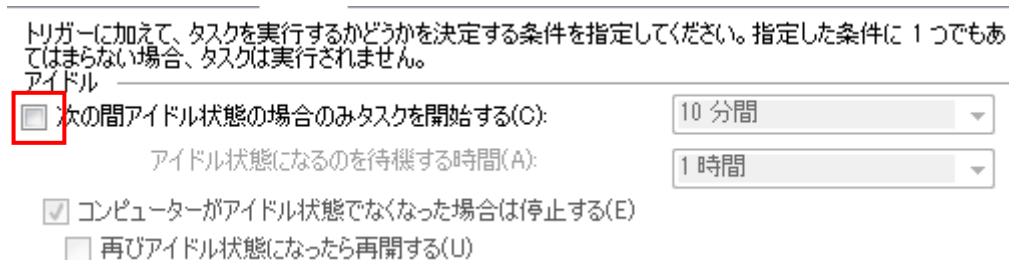 トリガーに加えて、タスクを実行するかどうかを決定する条件を指定してください。指定した条件に 1 つでもあ
てはまらない場合、タスクは実行されません。
アイドル
次の間アイドル状態の場合のみタスクを開始する(C):
10 分間
アイドル状態になるのを待機する時間(A):
1 時間
コンピューターがアイドル状態でなくなった場合は停止する(E)
再びアイドル状態になったら再開する(U)